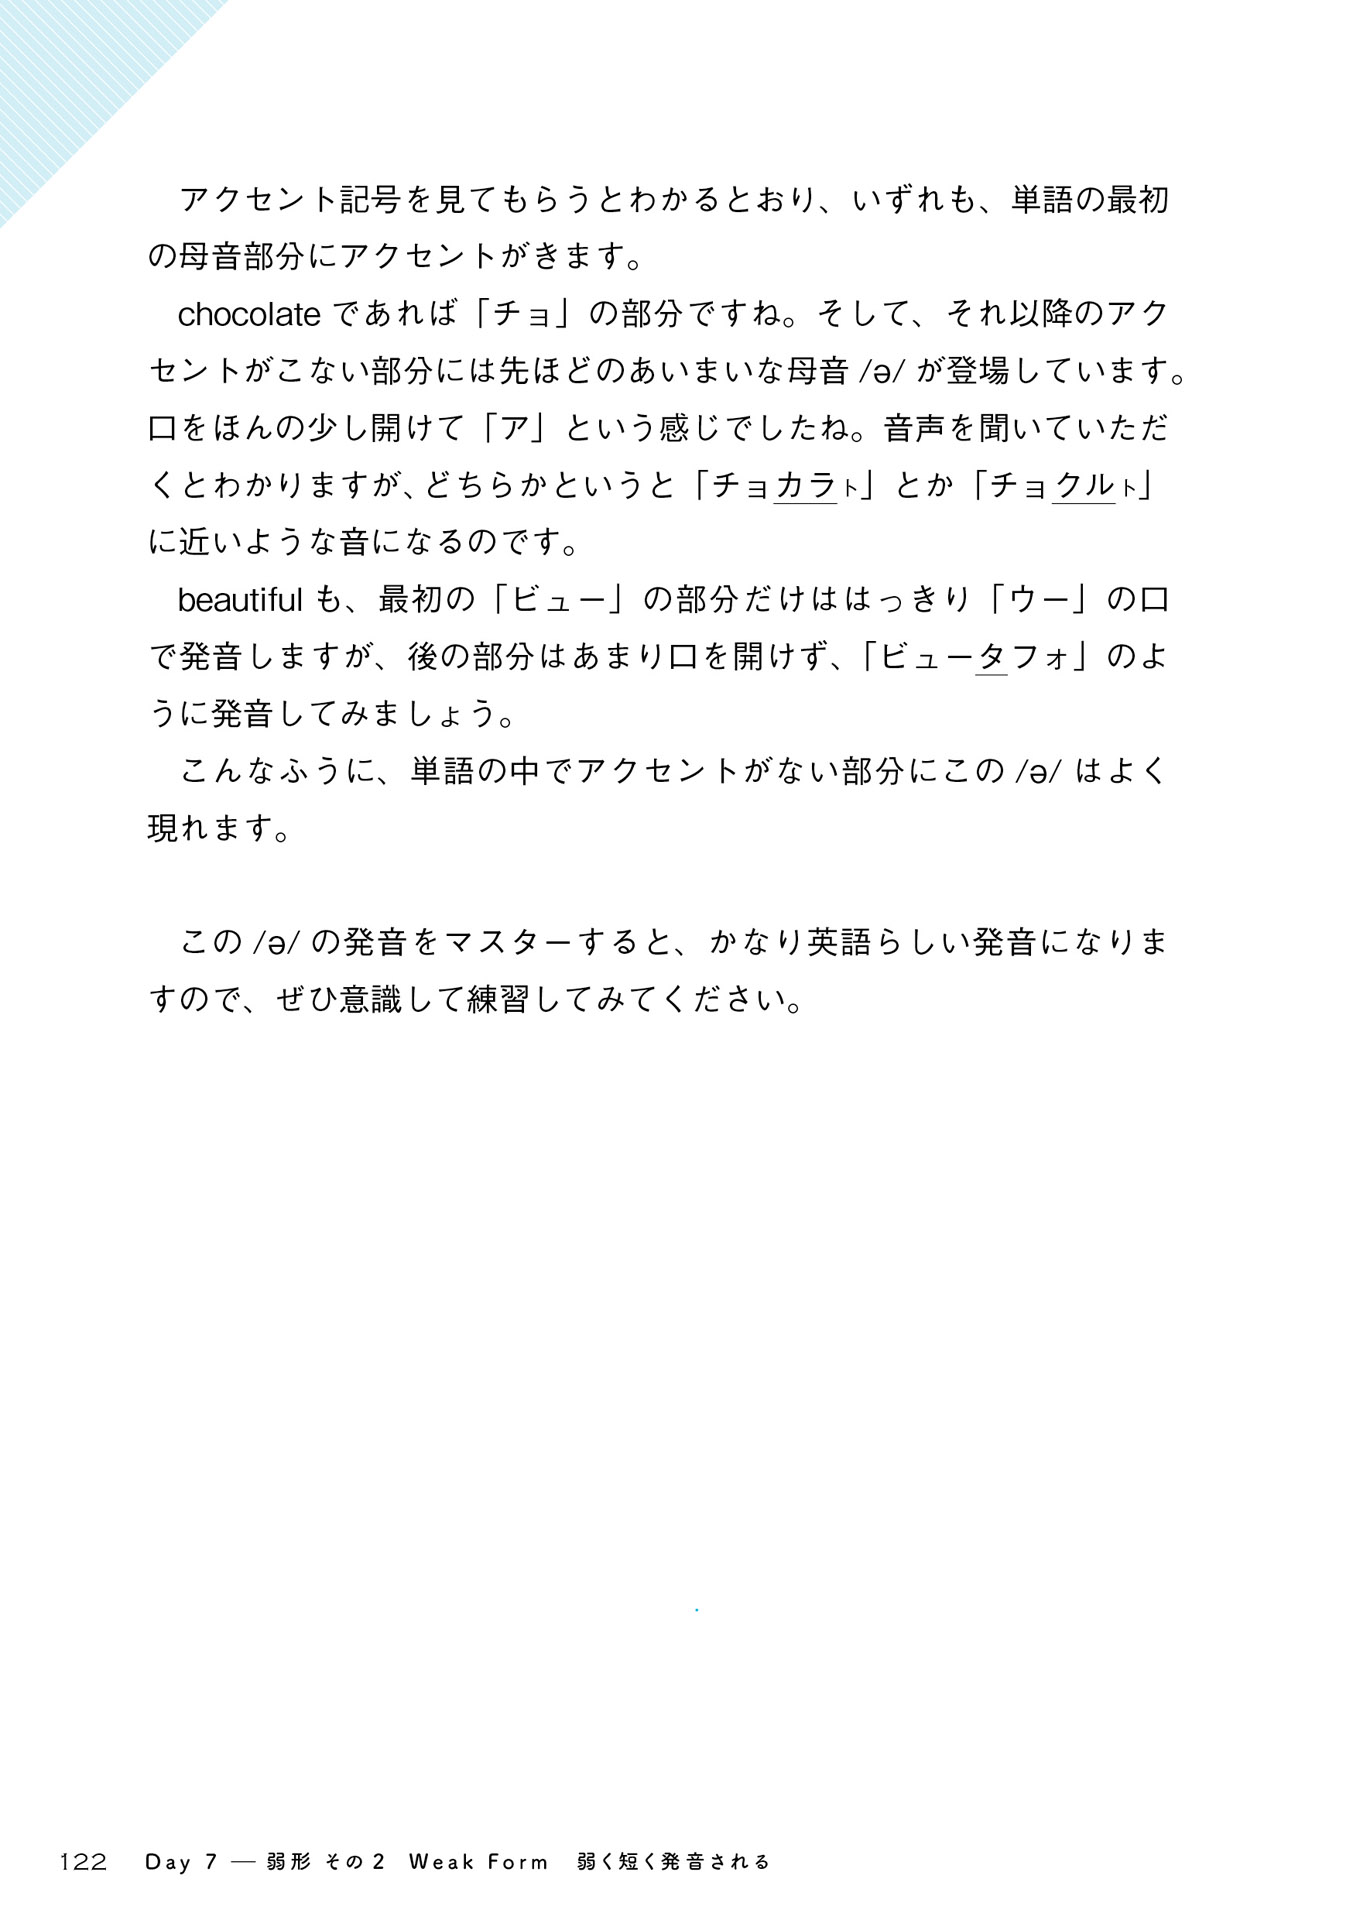 アクセント記号を見てもらうとわかるとおり、いずれも、単語の最初
の母音部分にアクセントがきます。
chocolate であれば「チョ」の部分ですね。そして、それ以降のアク
セントがこない部分には先ほどのあいまいな母音 /ə/ が登場しています。
口をほんの少し開けて「ア」という感じでしたね。音声を聞いていただ
くとわかりますが、どちらかというと「チョカラト」とか「チョクルト」
に近いような音になるのです。
beautiful も、最初の「ビュー」の部分だけははっきり「ウー」の口
で発音しますが、後の部分はあまり口を開けず、「ビュータフォ」のよ
うに発音してみましょう。
こんなふうに、単語の中でアクセントがない部分にこの /ə/ はよく
現れます。
この /ə/ の発音をマスターすると、かなり英語らしい発音になりま
すので、ぜひ意識して練習してみてください。
122 Day 7 — 弱形 その2 Weak Form 弱く短く発音される